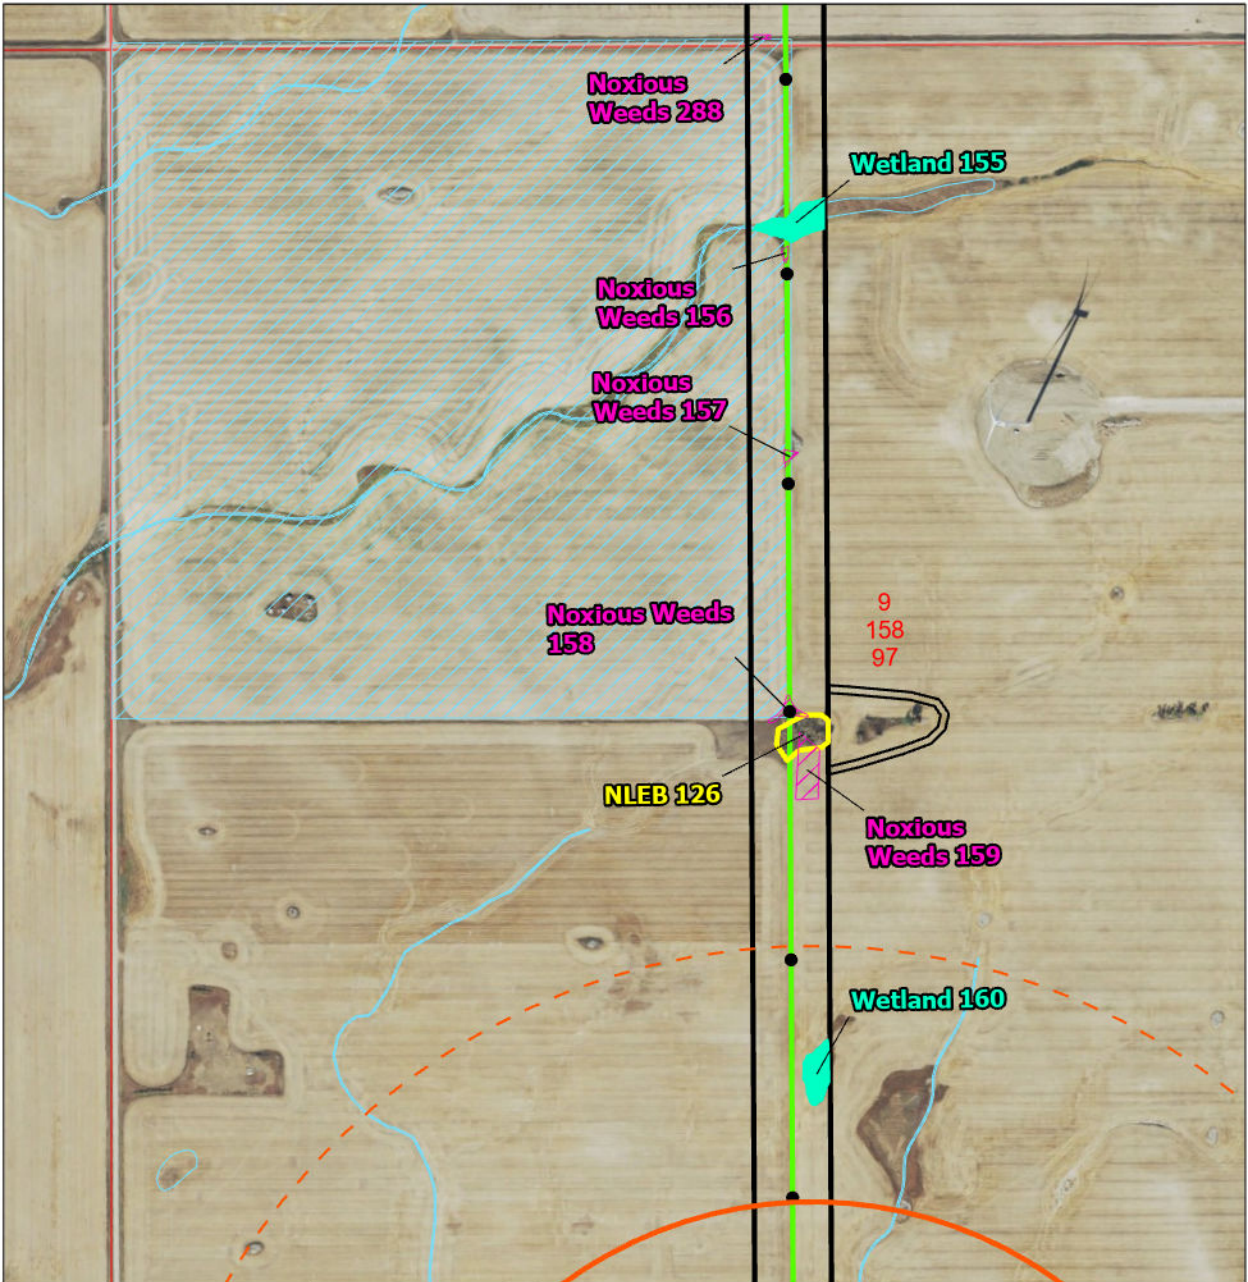 Noxious
Weeds 288
Wetland 155
Noxious
Weeds 156
Noxious
Weeds 157
9
158
97
Noxious Weeds
158
NLEB 126
Noxious
Weeds 159
Wetland 160